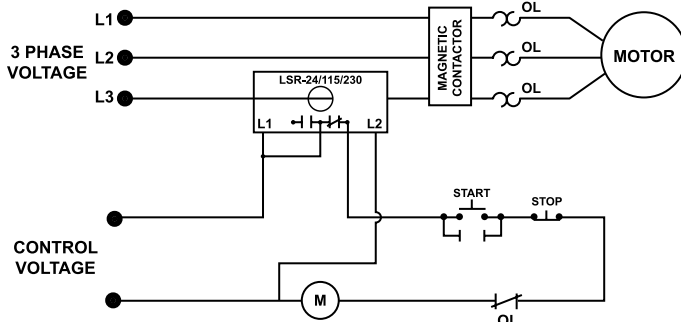 L1
OL
3 PHASE
VOLTAGE
L2
OL
MAGNETIC
CONTACTOR
MOTOR
LSR-24/115/230
L3
OL
L1
L2
START
STOP
CONTROL
VOLTAGE
M
OL